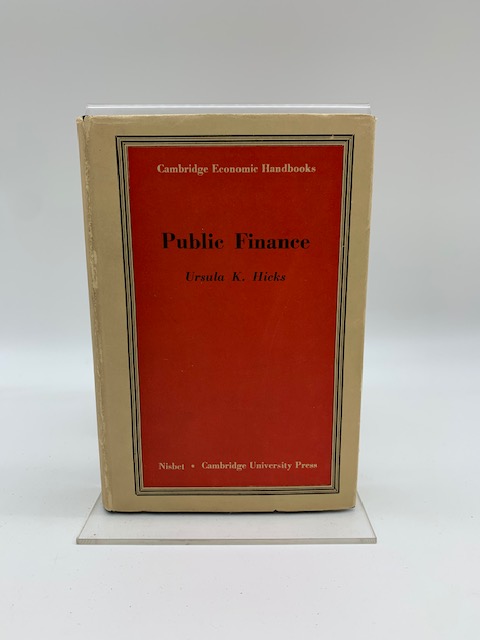 Cambridge Economic Handbooks
Public Finance
Ursula K. Hicks
Nisbet • Cambridge University Press